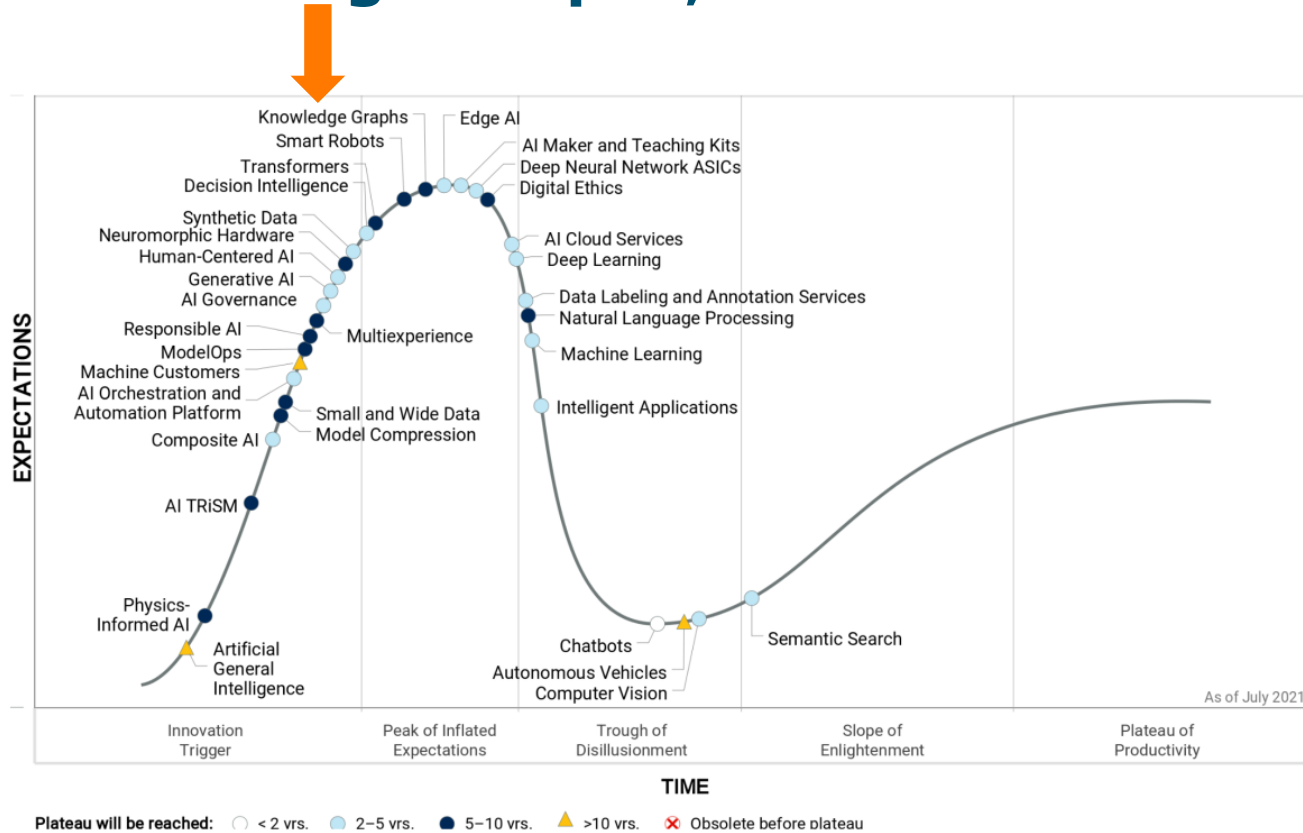 Knowledge Graphs
Edge AI
Smart Robots
AI Maker and Teaching Kits
Transformers
Deep Neural Network ASICs
Decision Intelligence
Digital Ethics
Synthetic Data
Neuromorphic Hardware
AI Cloud Services
Human-Centered AI
Deep Learning
Generative AI
AI Governance
Data Labeling and Annotation Services
Natural Language Processing
Responsible AI
Multiexperience
ModelOps
Machine Learning
Machine Customers
AI Orchestration and
Automation Platform
Small and Wide Data
Intelligent Applications
Model Compression
Composite AI
EXPECTATIONS
AI TRiSM
Physics-
Informed AI
Artificial
General
Intelligence
Chatbots
Semantic Search
Autonomous Vehicles
Computer Vision
As of July 2021
Innovation
Trigger
Peak of Inflated
Expectations
Trough of
Disillusionment
Slope of
Enlightenment
Plateau of
Productivity
TIME
Plateau will be reached: < 2 yrs. 2–5 yrs. 5–10 yrs. >10 yrs. Obsolete before plateau